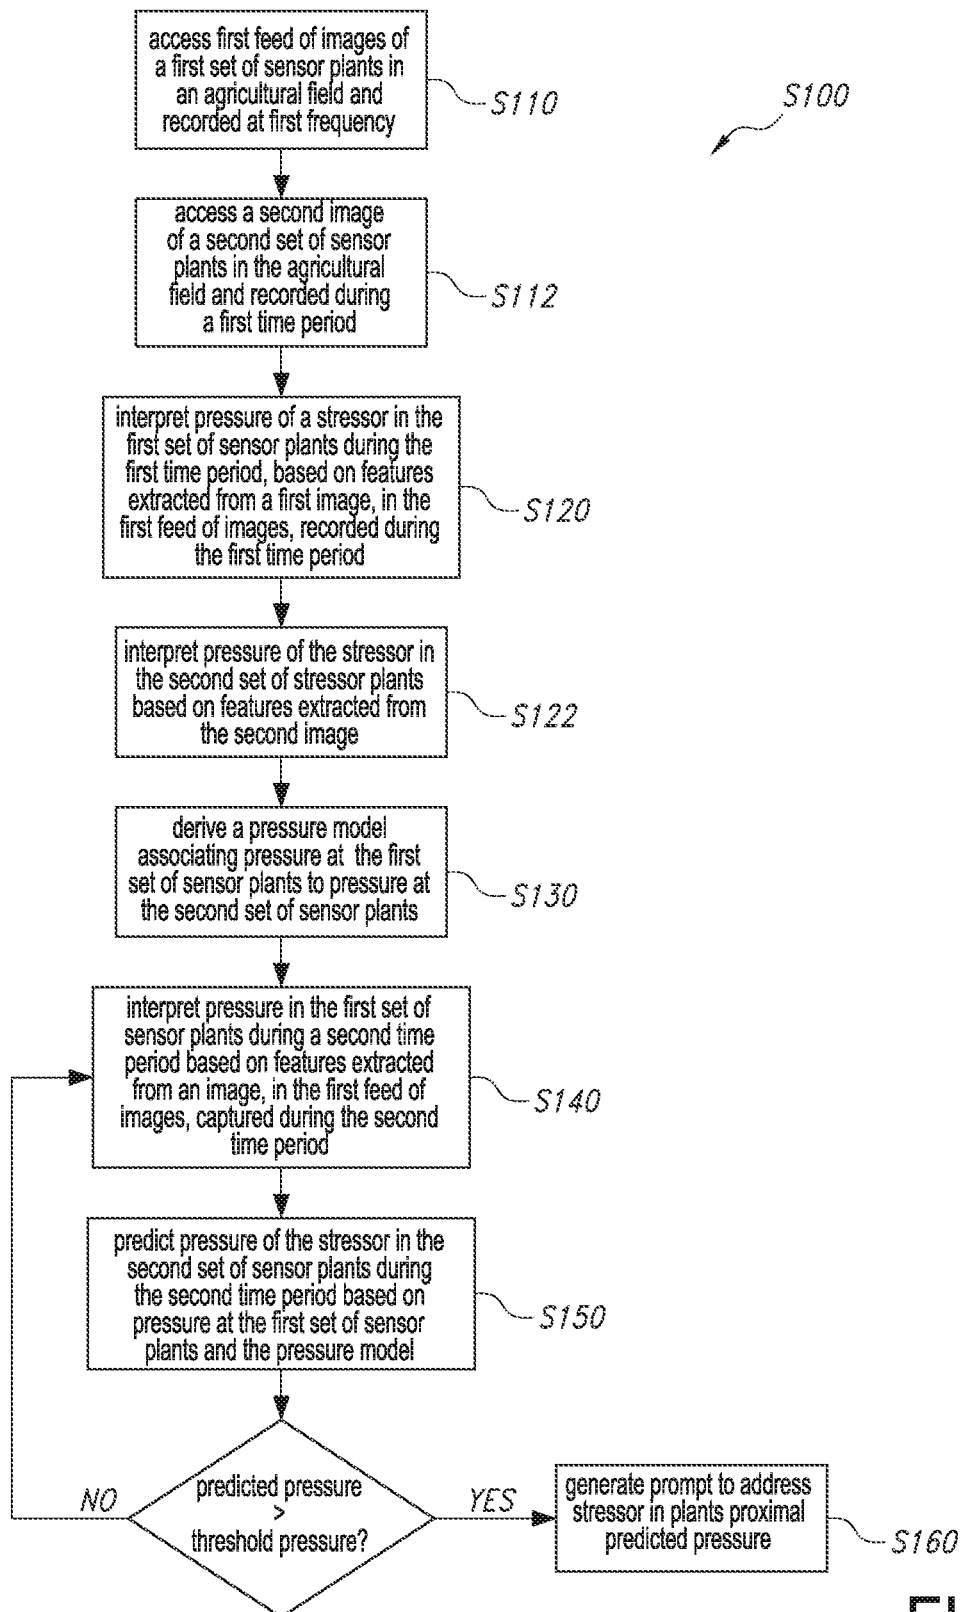 access first feed of images of
a first set of sensor plants in
an agricultural field and
recorded at first frequency
S110
S100
access a second image
of a second set of sensor
plants in the agricultural
field and recorded during
a first time period
S112
interpret pressure of a stressor in the
first set of sensor plants during the
first time period, based on features
extracted from a first image, in the
first feed of images, recorded during
the first time period
S120
interpret pressure of the stressor in
the second set of stressor plants
based on features extracted from
the second image
S122
derive a pressure model
associating pressure at the first
set of sensor plants to pressure at
the second set of sensor plants
S130
interpret pressure in the first set of
sensor plants during a second time
period based on features extracted
from an image, in the first feed of
images, captured during the second
time period
S140
predict pressure of the stressor in the
second set of sensor plants during
the second time period based on
pressure at the first set of sensor
plants and the pressure model
S150
predicted pressure
>
threshold pressure?
NO
YES
generate prompt to address
stressor in plants proximal
predicted pressure
S160